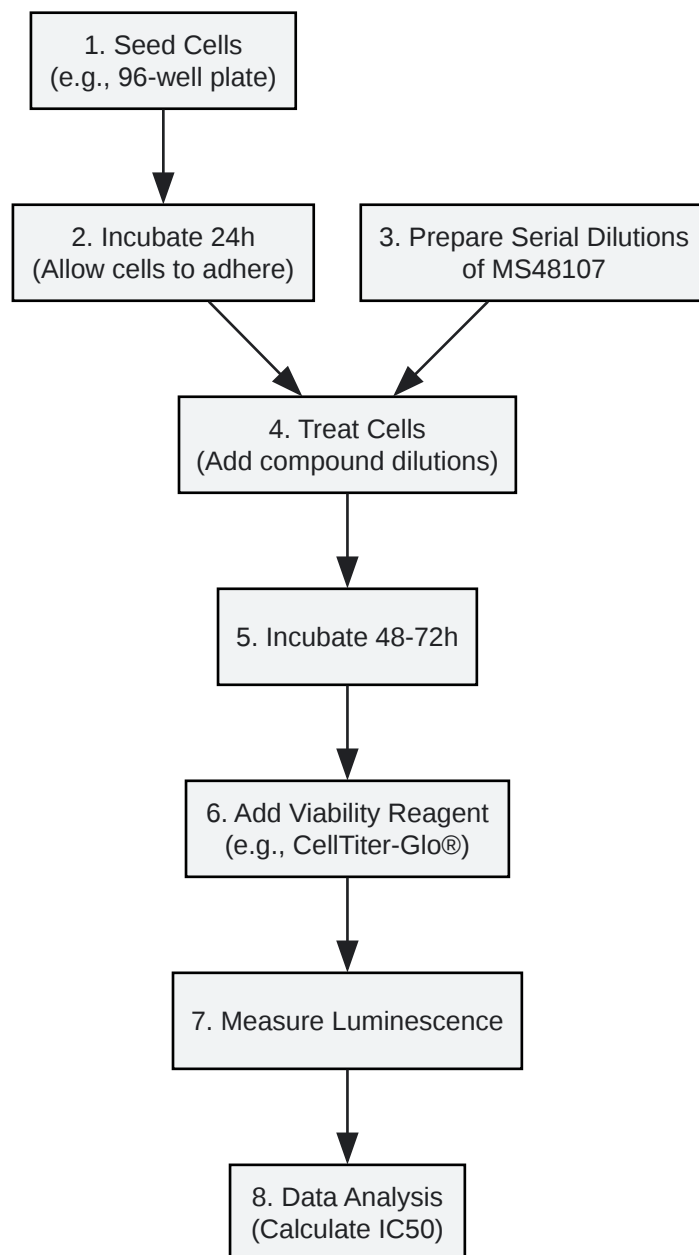 1. Seed Cells
(e.g., 96-well plate)
2. Incubate 24h
(Allow cells to adhere)
3. Prepare Serial Dilutions
of MS48107
4. Treat Cells
(Add compound dilutions)
5. Incubate 48-72h
6. Add Viability Reagent
(e.g., CellTiter-Glo®)
7. Measure Luminescence
8. Data Analysis
(Calculate IC50)